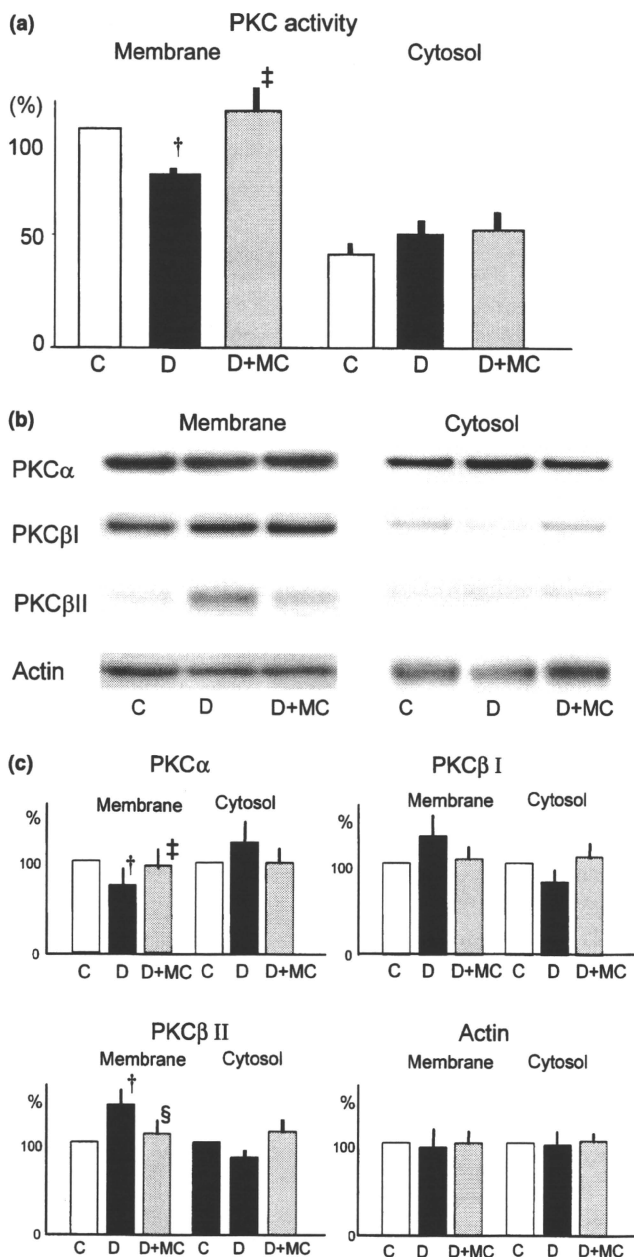 (a) PKC activity
Membrane Cytosol
(%)
100
50
0
† ‡
C D D+MC C D D+MC
(b) Membrane Cytosol
PKCα
PKCβI
PKCβII
Actin
C D D+MC C D D+MC
(c)
PKCα
Membrane Cytosol
%
100
0
† ‡
C D D+MC C D D+MC
PKCβ I
Membrane Cytosol
%
100
0
C D D+MC C D D+MC
PKCβ II
Membrane Cytosol
%
100
0
† §
C D D+MC C D D+MC
Actin
Membrane Cytosol
%
100
0
C D D+MC C D D+MC